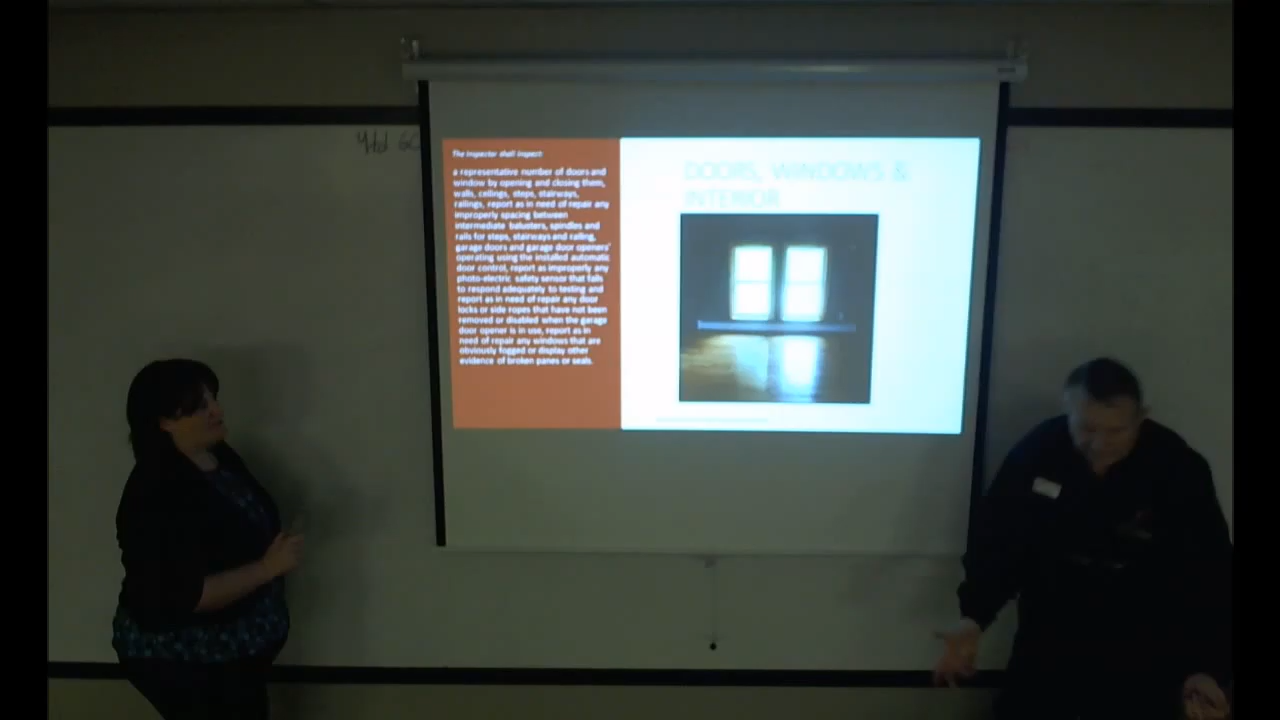 The inspector shall inspect:
a representative number of doors and
window by opening and closing them,
walls, ceilings, steps, stairways,
railings, report as in need of repair any
improperly spacing between
intermediate balusters, spindles and
rails for steps, stairways and railing,
garage doors and garage door openers'
operating using the installed automatic
door control, report as improperly any
photo-electric safety sensor that fails
to respond adequately to testing and
report as in need of repair any door
locks or side ropes that have not been
removed or disabled when the garage
door opener is in use, report as in
need of repair any windows that are
obviously fogged or display other
evidence of broken panes or seals.
DOORS, WINDOWS &
INTERIOR